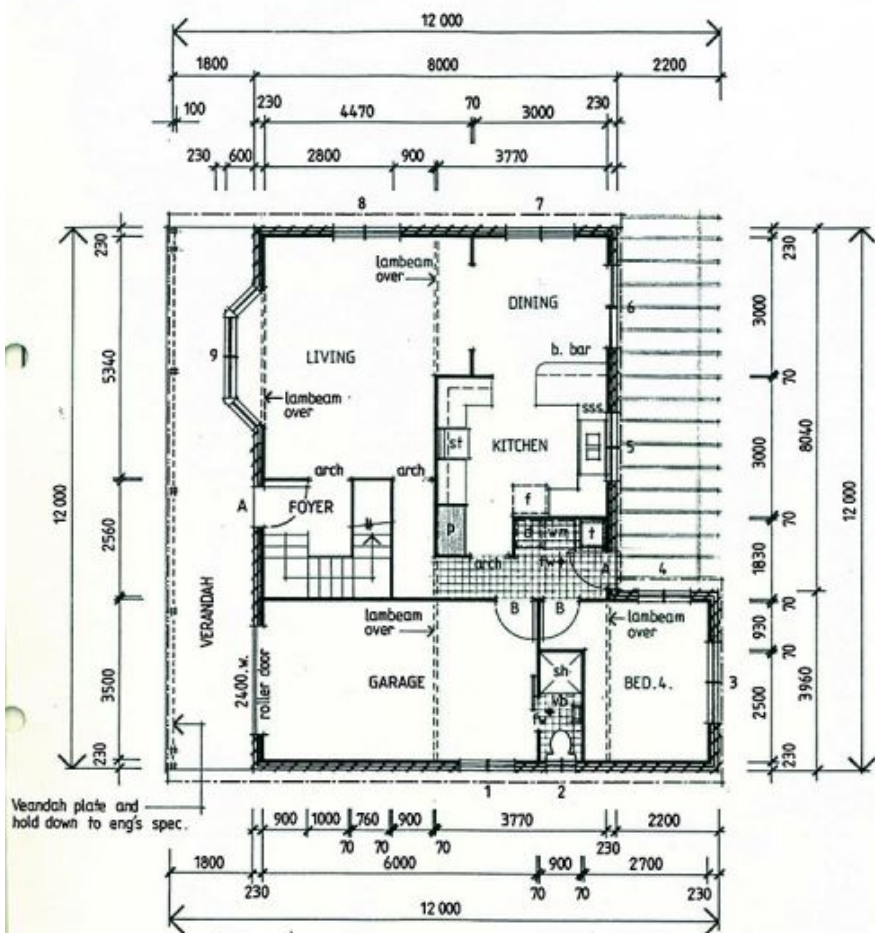 12 000
1800 8000 2200
100 230 4470 70 3000 230
230 600 2800 900 3770
8 7
230 lambeam over 230
DINING
3000
6
9 LIVING b. bar
5340 70
lambeam over sss
8040
st KITCHEN 5 3000
12 000 12 000
arch arch f
A FOYER 70
p wm t
2560 1830
arch fw A 4
VERANDAH 70
lambeam over B B lambeam over 930
70
3500 2400.w. roller door GARAGE sh BED.4. 3 2500 3960
vb
fw
230 230
1 2
Veandah plate and
hold down to eng's spec.
900 1000 760 900 3770 2200
70 70 70 230
1800 6000 900 2700
230 70 70 230
12 000